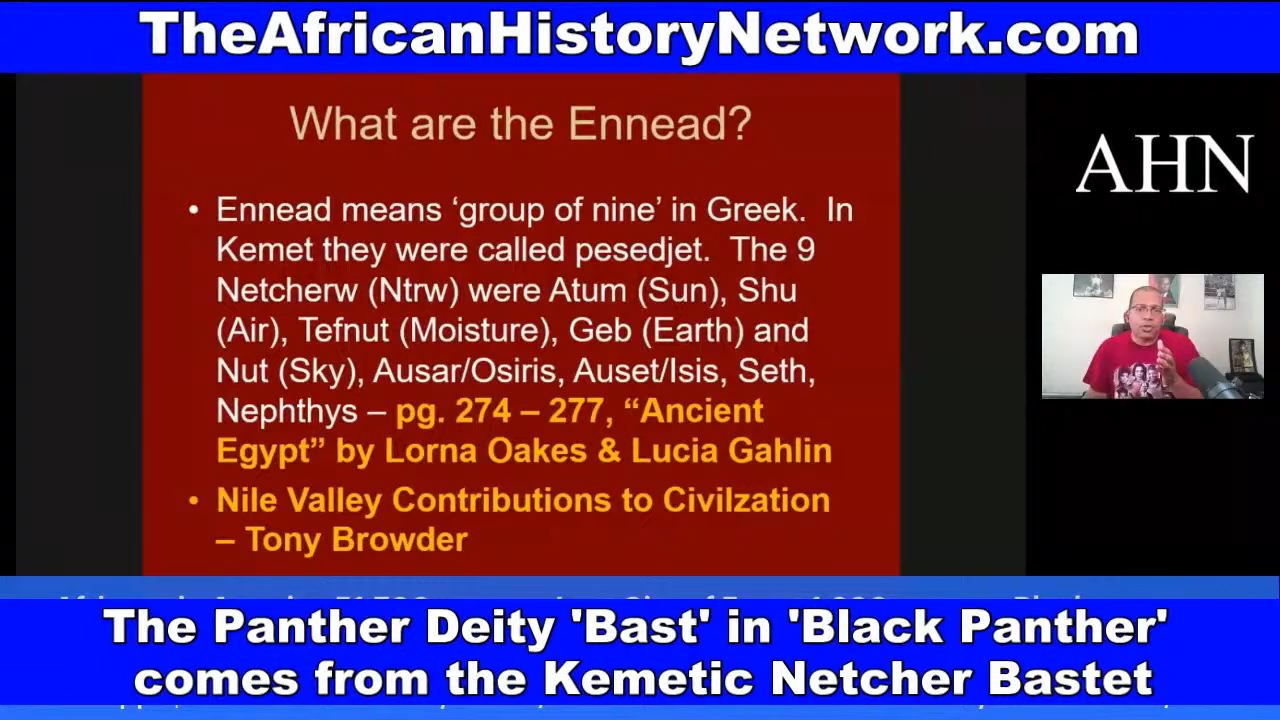 TheAfricanHistoryNetwork.com
What are the Ennead?
AHN
• Ennead means ‘group of nine’ in Greek. In
Kemet they were called pesedjet. The 9
Netcherw (Ntrw) were Atum (Sun), Shu
(Air), Tefnut (Moisture), Geb (Earth) and
Nut (Sky), Ausar/Osiris, Auset/Isis, Seth,
Nephthys – pg. 274 – 277, “Ancient
Egypt” by Lorna Oakes & Lucia Gahlin
• Nile Valley Contributions to Civilzation
– Tony Browder
The Panther Deity 'Bast' in 'Black Panther'
comes from the Kemetic Netcher Bastet